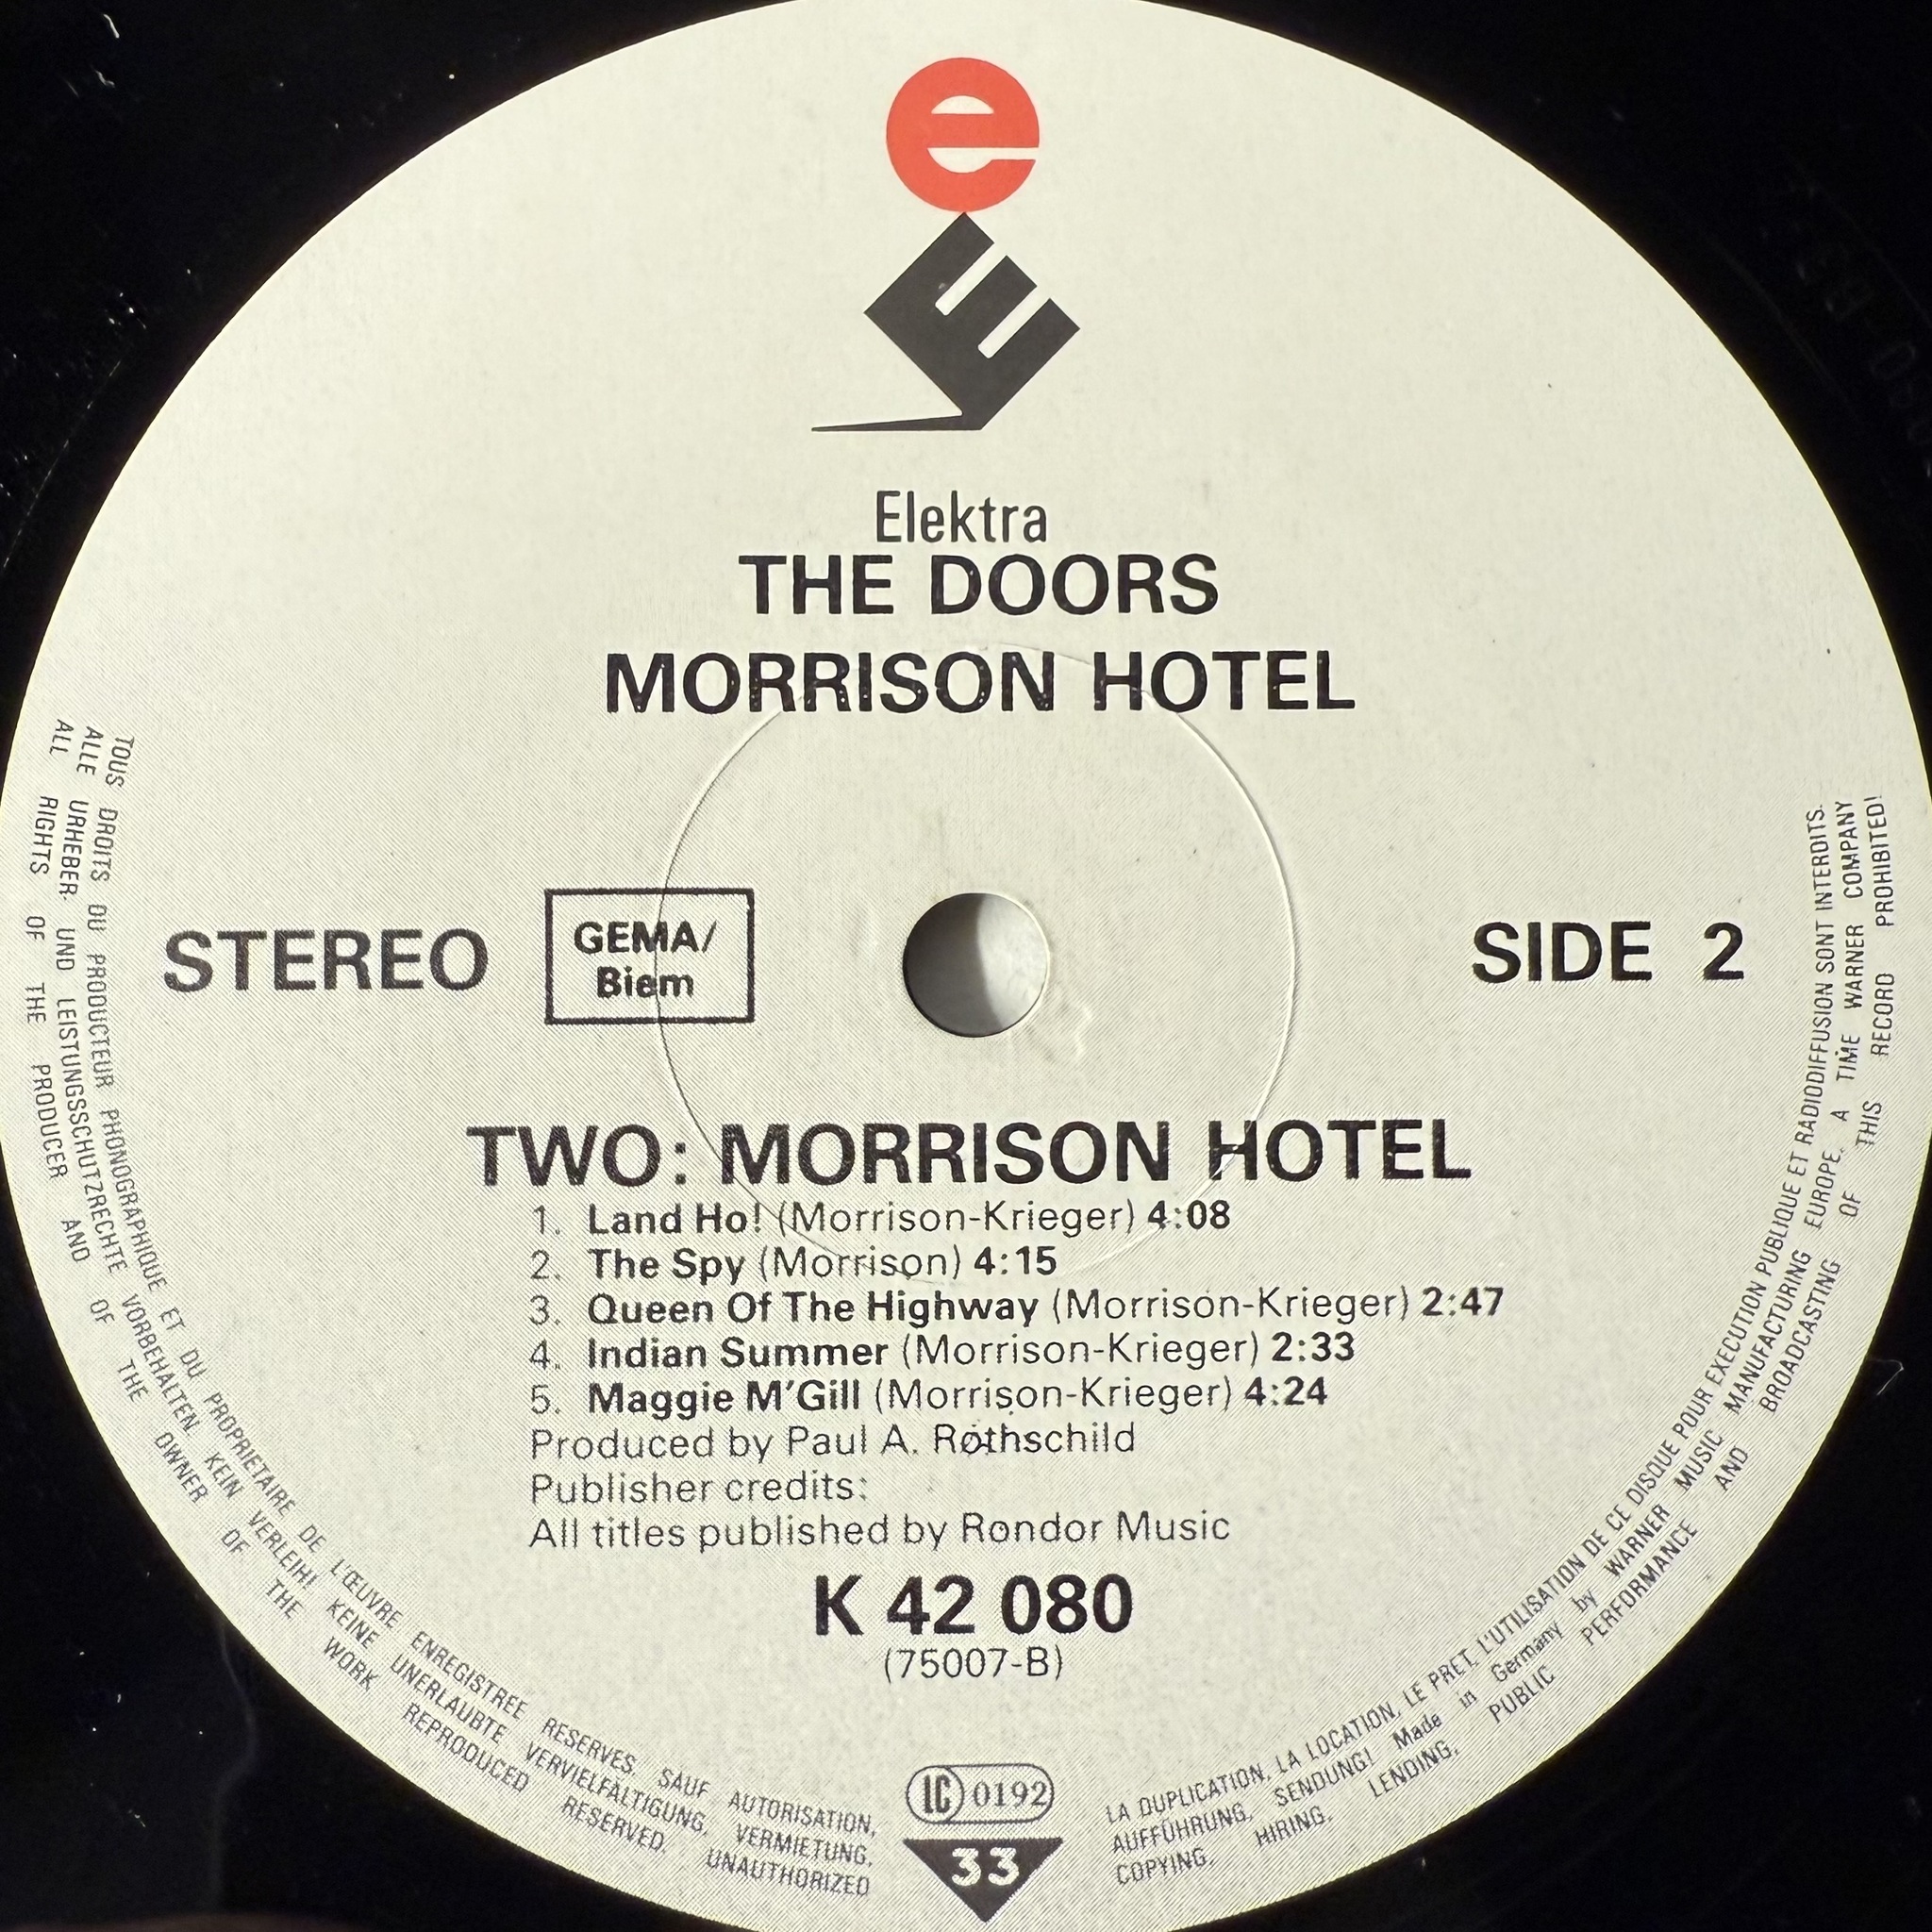 e
E
Elektra
THE DOORS
MORRISON HOTEL
STEREO
GEMA/
Biem
SIDE 2
TWO: MORRISON HOTEL
1. Land Ho! (Morrison-Krieger) 4:08
2. The Spy (Morrison) 4:15
3. Queen Of The Highway (Morrison-Krieger) 2:47
4. Indian Summer (Morrison-Krieger) 2:33
5. Maggie M'Gill (Morrison-Krieger) 4:24
Produced by Paul A. Rothschild
Publisher credits:
All titles published by Rondor Music
K 42 080
(75007-B)
LC 0192
33
TOUS DROITS DU PRODUCTEUR PHONOGRAPHIQUE ET DU PROPRIETAIRE DE L'ŒUVRE ENREGISTREE RESERVES. SAUF AUTORISATION, LA DUPLICATION, LA LOCATION, LE PRET, L'UTILISATION DE CE DISQUE POUR EXECUTION PUBLIQUE ET RADIODIFFUSION SONT INTERDITS.
ALLE URHEBER- UND LEISTUNGSSCHUTZRECHTE VORBEHALTEN. KEIN VERLEIH! KEINE UNERLAUBTE VERVIELFÄLTIGUNG, VERMIETUNG, AUFFÜHRUNG, SENDUNG! Made in Germany by WARNER MUSIC MANUFACTURING EUROPE. A TIME WARNER COMPANY
ALL RIGHTS OF THE PRODUCER AND OF THE OWNER OF THE WORK REPRODUCED RESERVED. UNAUTHORIZED COPYING, HIRING, LENDING, PUBLIC PERFORMANCE AND BROADCASTING OF THIS RECORD PROHIBITED!